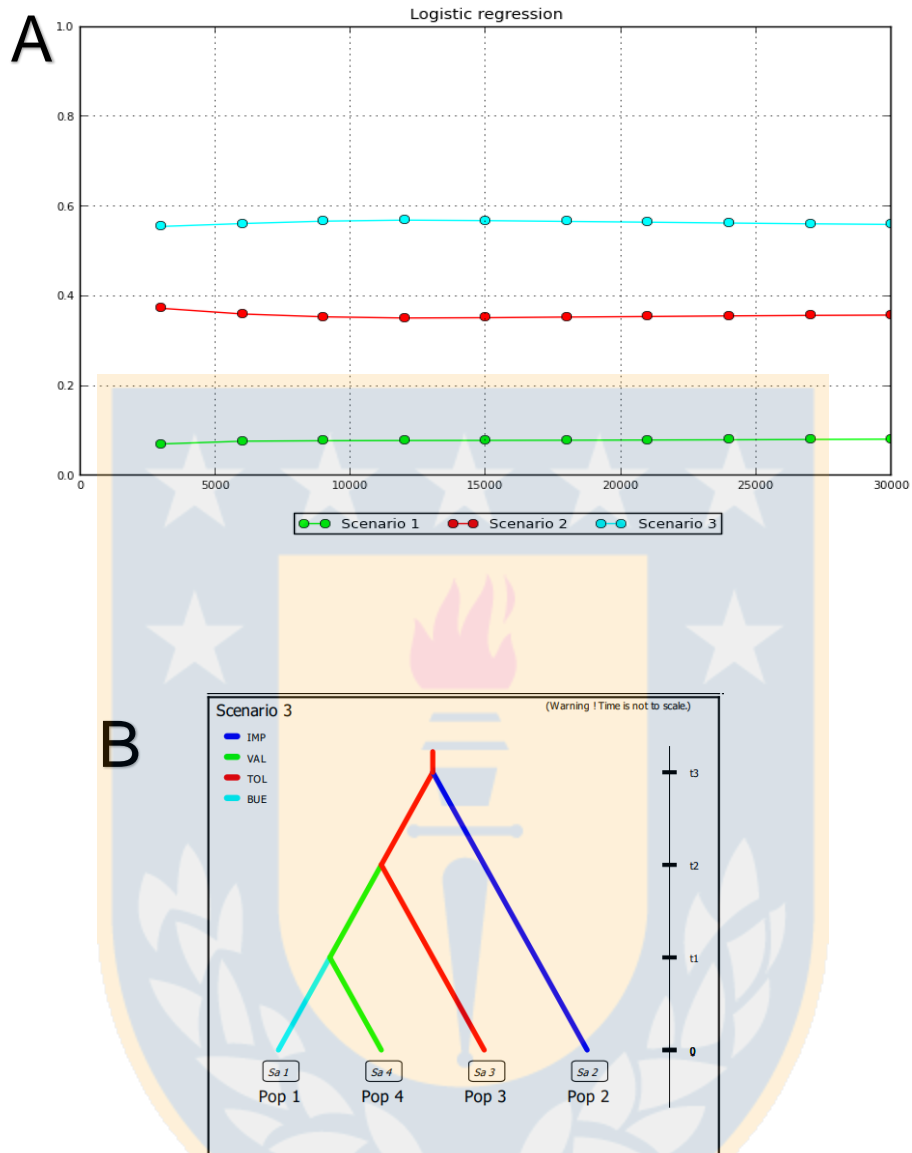 A
Logistic regression
1.0
0.8
0.6
0.4
0.2
0.0
0 5000 10000 15000 20000 25000 30000
Scenario 1 Scenario 2 Scenario 3
B
Scenario 3 (Warning ! Time is not to scale.)
IMP
VAL
TOL
BUE
t3
t2
t1
0
Sa 1 Sa 4 Sa 3 Sa 2
Pop 1 Pop 4 Pop 3 Pop 2